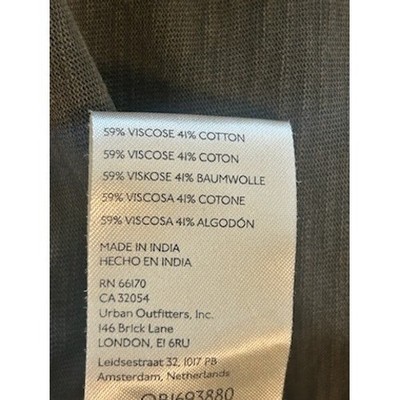 59% VISCOSE 41% COTTON
59% VISCOSE 41% COTON
59% VISKOSE 41% BAUMWOLLE
59% VISCOSA 41% COTONE
59% VISCOSA 41% ALGODÓN
MADE IN INDIA
HECHO EN INDIA
RN 66170
CA 32054
Urban Outfitters, Inc.
146 Brick Lane
LONDON, E1 6RU
Leidsestraat 32, 1017 PB
Amsterdam, Netherlands